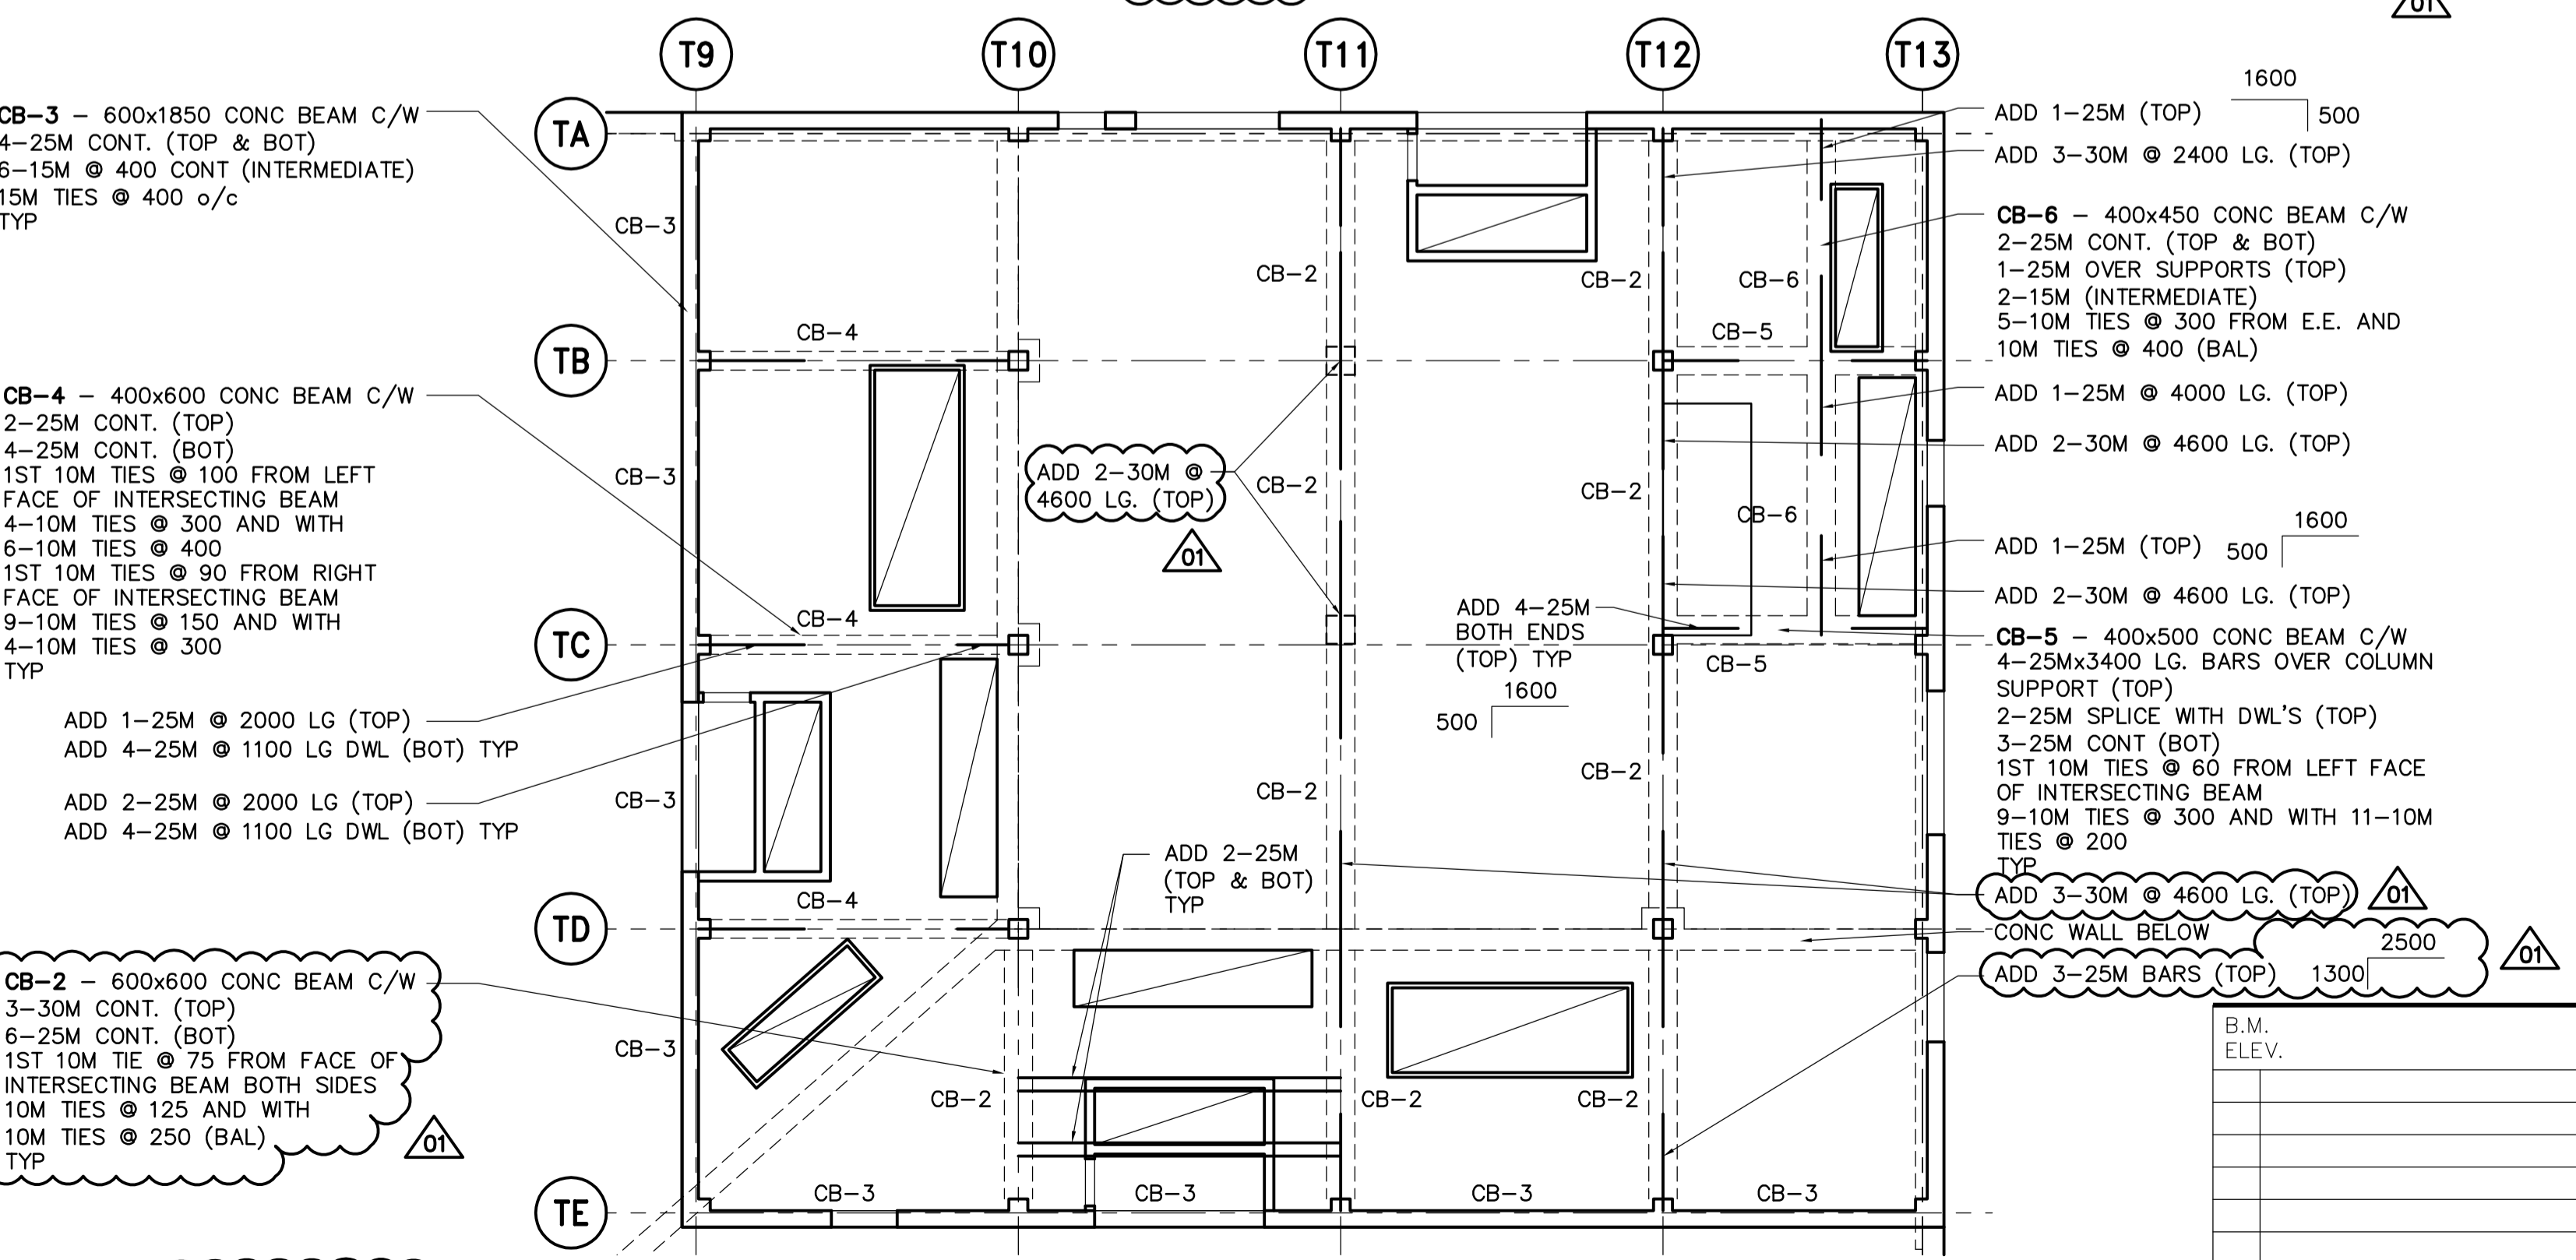 01
T9
T10
T11
T12
T13
TA
TB
TC
TD
TE
CB-3 - 600x1850 CONC BEAM C/W
4-25M CONT. (TOP & BOT)
6-15M @ 400 CONT (INTERMEDIATE)
15M TIES @ 400 o/c
TYP
CB-4 - 400x600 CONC BEAM C/W
2-25M CONT. (TOP)
4-25M CONT. (BOT)
1ST 10M TIES @ 100 FROM LEFT
FACE OF INTERSECTING BEAM
4-10M TIES @ 300 AND WITH
6-10M TIES @ 400
1ST 10M TIES @ 90 FROM RIGHT
FACE OF INTERSECTING BEAM
9-10M TIES @ 150 AND WITH
4-10M TIES @ 300
TYP
ADD 1-25M @ 2000 LG (TOP)
ADD 4-25M @ 1100 LG DWL (BOT) TYP
ADD 2-25M @ 2000 LG (TOP)
ADD 4-25M @ 1100 LG DWL (BOT) TYP
CB-2 - 600x600 CONC BEAM C/W
3-30M CONT. (TOP)
6-25M CONT. (BOT)
1ST 10M TIE @ 75 FROM FACE OF
INTERSECTING BEAM BOTH SIDES
10M TIES @ 125 AND WITH
10M TIES @ 250 (BAL)
TYP
01
CB-3
CB-3
CB-3
CB-3
CB-4
CB-4
CB-4
ADD 2-30M @
4600 LG. (TOP)
01
CB-2
CB-2
CB-2
CB-2
CB-2
CB-2
CB-6
CB-5
CB-6
CB-5
ADD 4-25M
BOTH ENDS
(TOP) TYP
1600
500
ADD 2-25M
(TOP & BOT)
TYP
CB-2
CB-2
CB-2
CB-3
CB-3
CB-3
CB-3
1600
ADD 1-25M (TOP)
500
ADD 3-30M @ 2400 LG. (TOP)
CB-6 - 400x450 CONC BEAM C/W
2-25M CONT. (TOP & BOT)
1-25M OVER SUPPORTS (TOP)
2-15M (INTERMEDIATE)
5-10M TIES @ 300 FROM E.E. AND
10M TIES @ 400 (BAL)
ADD 1-25M @ 4000 LG. (TOP)
ADD 2-30M @ 4600 LG. (TOP)
1600
ADD 1-25M (TOP) 500
ADD 2-30M @ 4600 LG. (TOP)
CB-5 - 400x500 CONC BEAM C/W
4-25Mx3400 LG. BARS OVER COLUMN
SUPPORT (TOP)
2-25M SPLICE WITH DWL'S (TOP)
3-25M CONT (BOT)
1ST 10M TIES @ 60 FROM LEFT FACE
OF INTERSECTING BEAM
9-10M TIES @ 300 AND WITH 11-10M
TIES @ 200
TYP
ADD 3-30M @ 4600 LG. (TOP)
01
CONC WALL BELOW
2500
01
ADD 3-25M BARS (TOP) 1300
B.M.
ELEV.